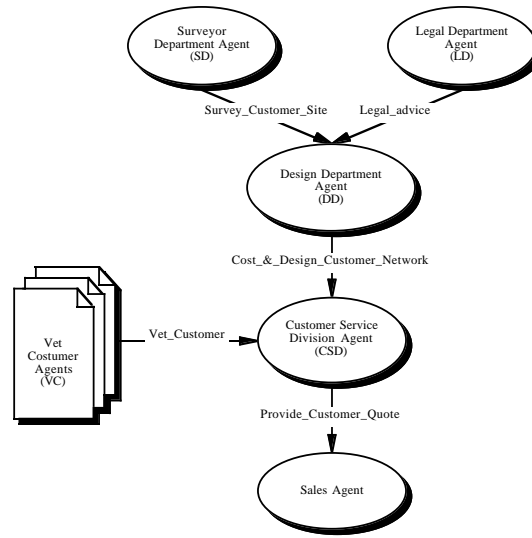 Surveyor
Department Agent
(SD)
Legal Department
Agent
(LD)
Survey_Customer_Site
Legal_advice
Design Department
Agent
(DD)
Cost_&_Design_Customer_Network
Vet
Costumer
Agents
(VC)
Vet_Customer
Customer Service
Division Agent
(CSD)
Provide_Customer_Quote
Sales Agent